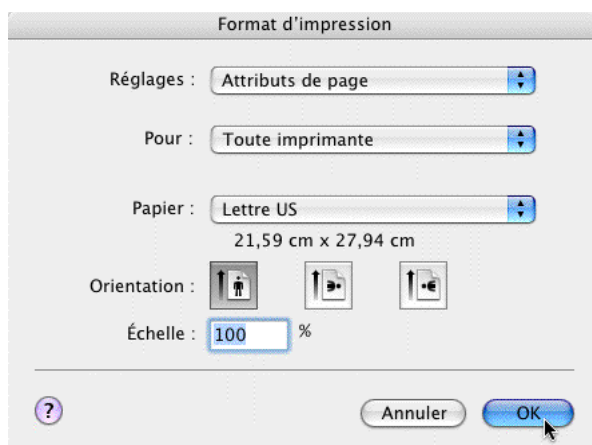 Format d'impression
Réglages : Attributs de page
Pour : Toute imprimante
Papier : Lettre US
21,59 cm x 27,94 cm
Orientation :
Échelle : 100 %
? Annuler OK